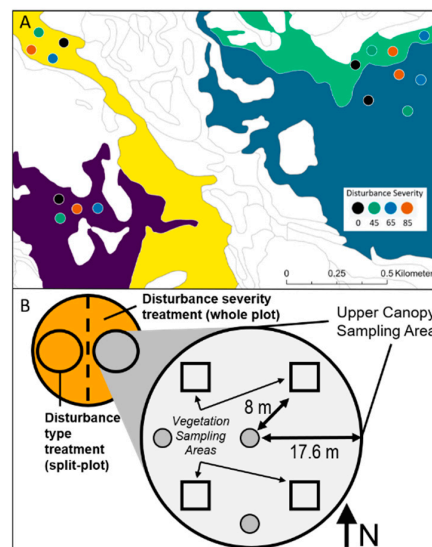 A
Disturbance Severity
0 45 65 85
0 0.25 0.5 Kilometer
B
Disturbance severity
treatment (whole plot)
Upper Canopy
Sampling Area
Disturbance
type
treatment
(split-plot)
Vegetation
Sampling
Areas
8 m
17.6 m
N